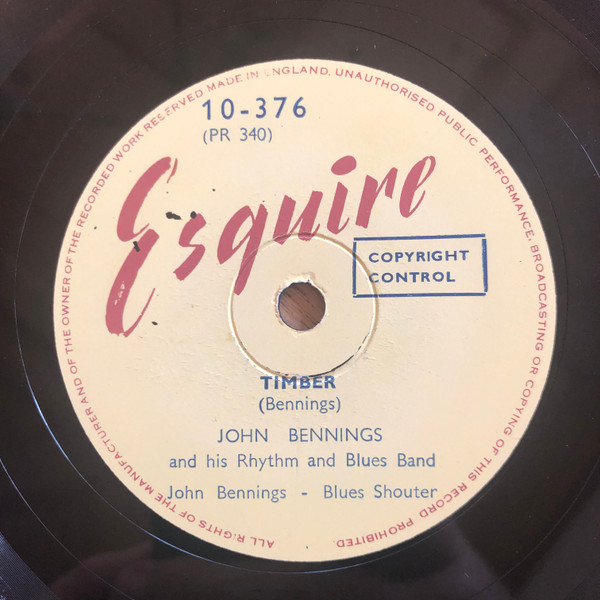 10-376
(PR 340)
Esquire
COPYRIGHT
CONTROL
TIMBER
(Bennings)
JOHN BENNINGS
and his Rhythm and Blues Band
John Bennings - Blues Shouter
ALL RIGHTS OF THE MANUFACTURER AND OF THE OWNER OF THE RECORDED WORK RESERVED MADE IN ENGLAND. UNAUTHORISED PUBLIC PERFORMANCE, BROADCASTING OR COPYING OF THIS RECORD PROHIBITED.